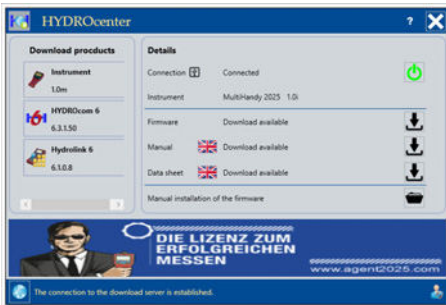 HYDROcenter ?
Download procducts
Instrument
1.0m
HYDROcom 6
6.3.1.50
Hydrolink 6
6.1.0.8
Details
Connection Connected
Instrument MultiHandy 2025 1.0i
Firmware Download available
Manual Download available
Data sheet Download available
Manual installation of the firmware
DIE LIZENZ ZUM
ERFOLGREICHEN
MESSEN
www.agent2025.com
The connection to the download server is established.